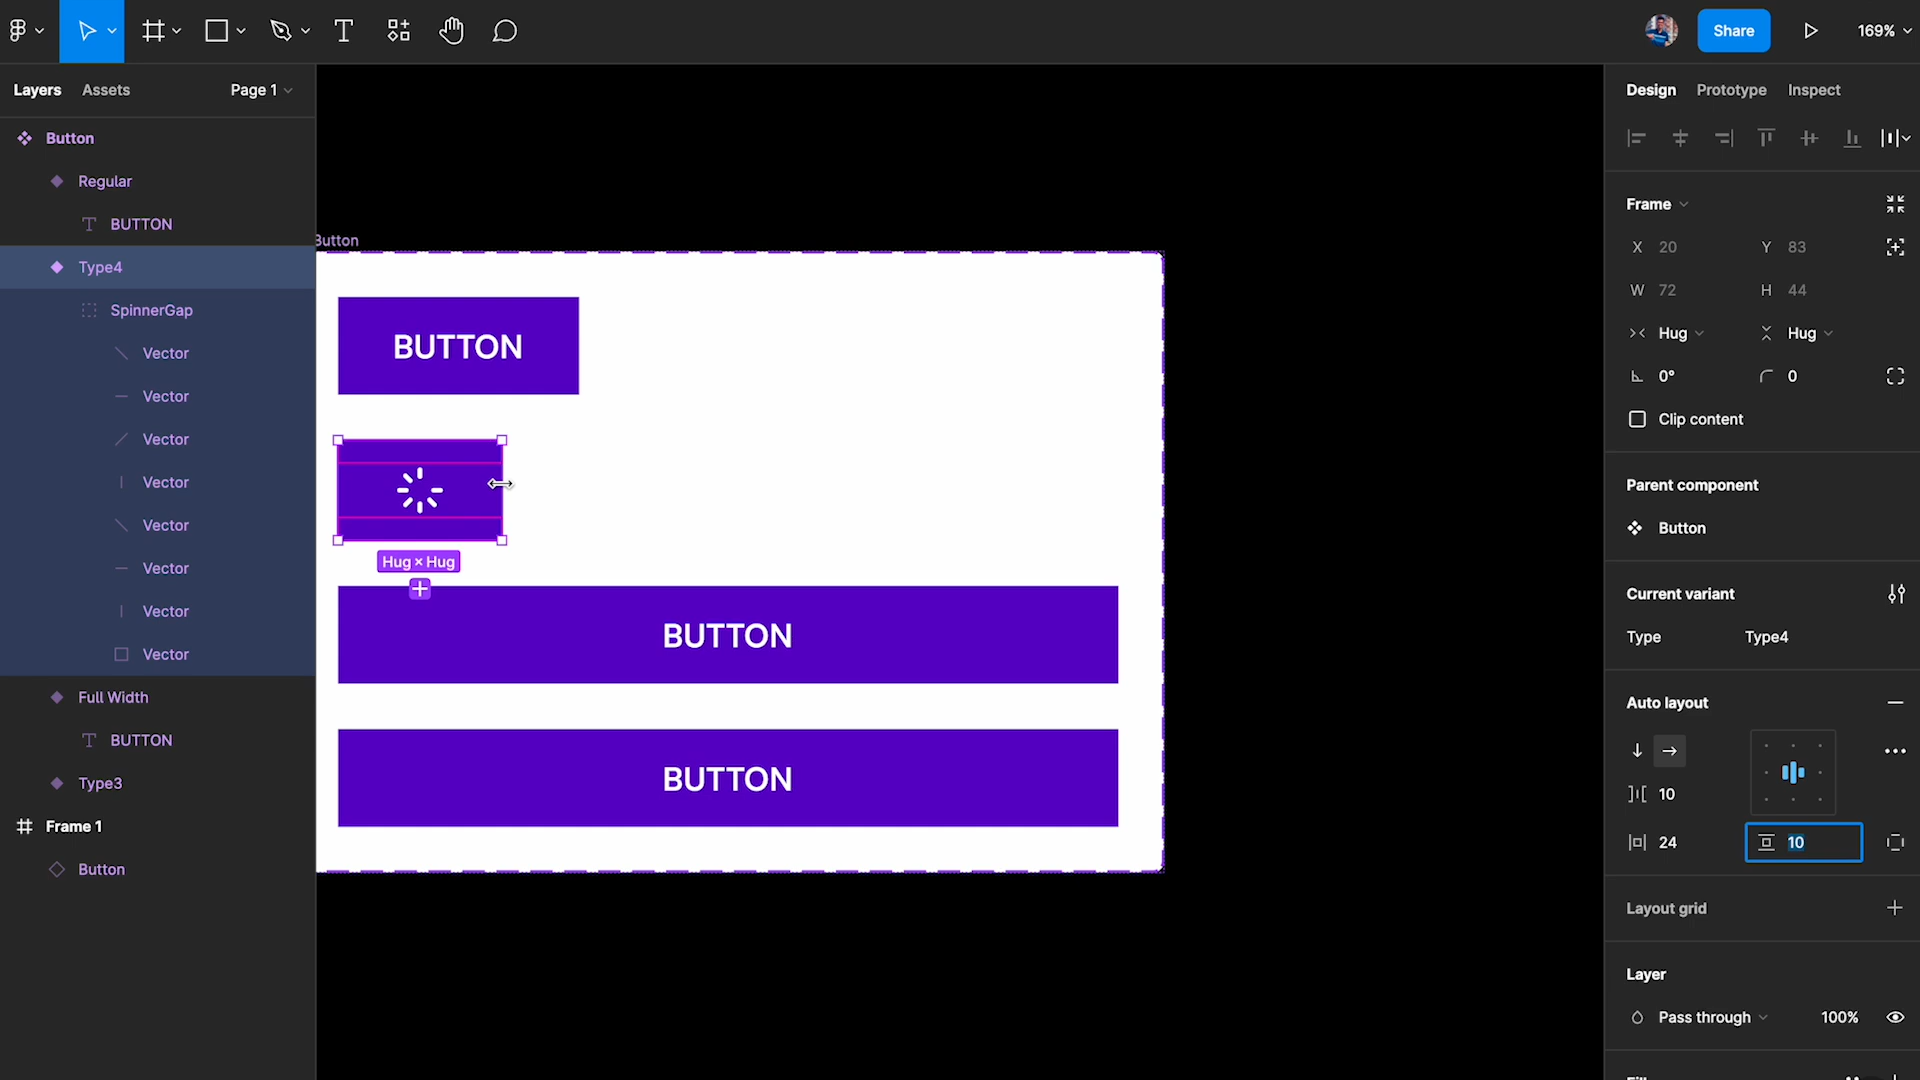 Share
169%
Layers
Assets
Page 1
Button
Regular
BUTTON
Type4
SpinnerGap
Vector
Vector
Vector
Vector
Vector
Vector
Vector
Vector
Full Width
BUTTON
Type3
Frame 1
Button
Button
BUTTON
Hug × Hug
BUTTON
BUTTON
Design
Prototype
Inspect
Frame
X 20
Y 83
W 72
H 44
Hug
Hug
0°
0
Clip content
Parent component
Button
Current variant
Type
Type4
Auto layout
10
24
10
Layout grid
Layer
Pass through
100%